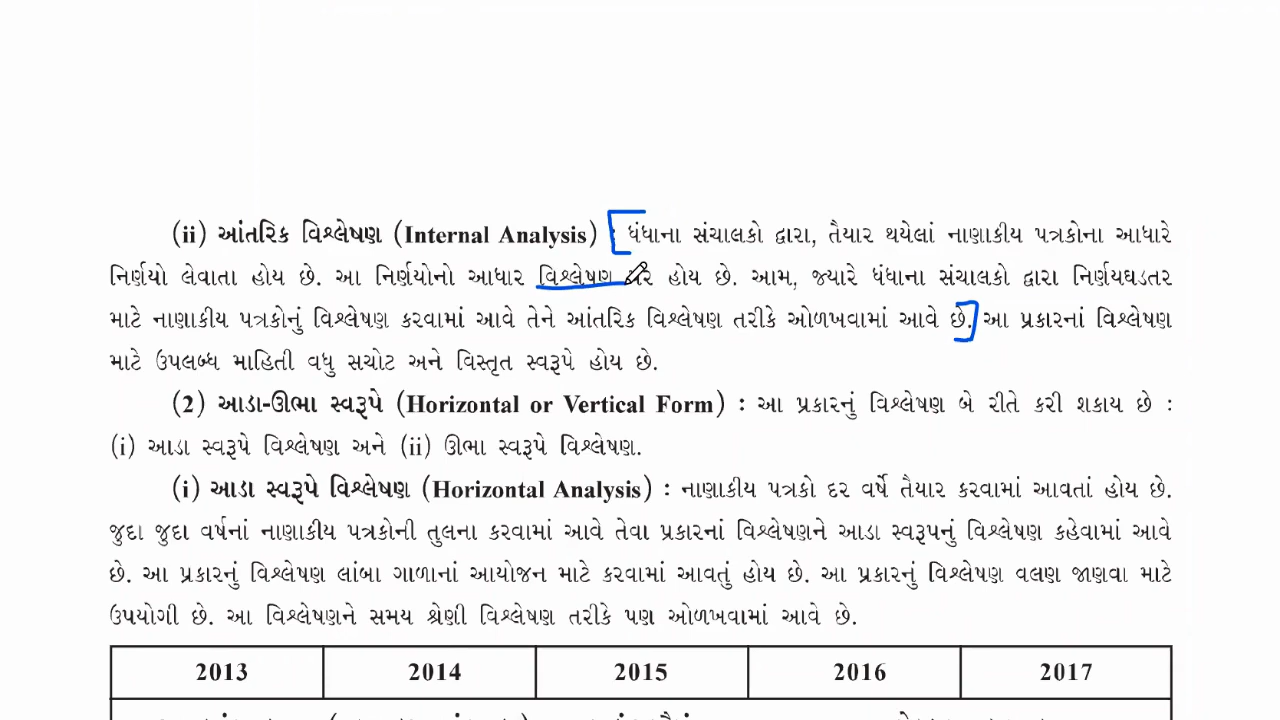 (ii) આંતરિક વિશ્લેષણ (Internal Analysis) : ધંધાના સંચાલકો દ્વારા, તૈયાર થયેલાં નાણાકીય પત્રકોના આધારે
નિર્ણયો લેવાતા હોય છે. આ નિર્ણયોનો આધાર વિશ્લેષણ પર હોય છે. આમ, જ્યારે ધંધાના સંચાલકો દ્વારા નિર્ણયઘડતર
માટે નાણાકીય પત્રકોનું વિશ્લેષણ કરવામાં આવે તેને આંતરિક વિશ્લેષણ તરીકે ઓળખવામાં આવે છે. આ પ્રકારનાં વિશ્લેષણ
માટે ઉપલબ્ધ માહિતી વધુ સચોટ અને વિસ્તૃત સ્વરૂપે હોય છે.
(2) આડા-ઊભા સ્વરૂપે (Horizontal or Vertical Form) : આ પ્રકારનું વિશ્લેષણ બે રીતે કરી શકાય છે :
(i) આડા સ્વરૂપે વિશ્લેષણ અને (ii) ઊભા સ્વરૂપે વિશ્લેષણ.
(i) આડા સ્વરૂપે વિશ્લેષણ (Horizontal Analysis) : નાણાકીય પત્રકો દર વર્ષે તૈયાર કરવામાં આવતાં હોય છે.
જુદા જુદા વર્ષનાં નાણાકીય પત્રકોની તુલના કરવામાં આવે તેવા પ્રકારનાં વિશ્લેષણને આડા સ્વરૂપનું વિશ્લેષણ કહેવામાં આવે
છે. આ પ્રકારનું વિશ્લેષણ લાંબા ગાળાનાં આયોજન માટે કરવામાં આવતું હોય છે. આ પ્રકારનું વિશ્લેષણ વલણ જાણવા માટે
ઉપયોગી છે. આ વિશ્લેષણને સમય શ્રેણી વિશ્લેષણ તરીકે પણ ઓળખવામાં આવે છે.
2013 2014 2015 2016 2017